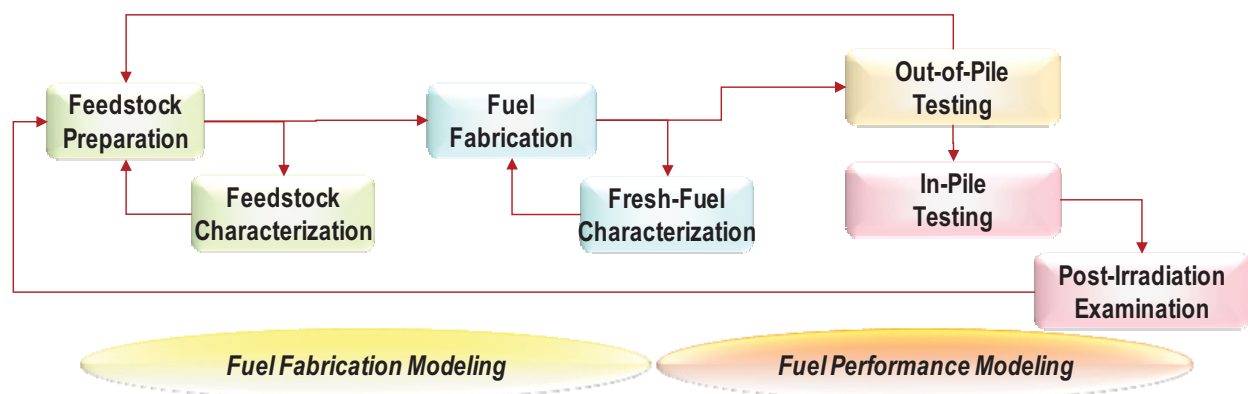 Feedstock
Preparation
Feedstock
Characterization
Fuel
Fabrication
Fresh-Fuel
Characterization
Out-of-Pile
Testing
In-Pile
Testing
Post-Irradiation
Examination
Fuel Fabrication Modeling
Fuel Performance Modeling